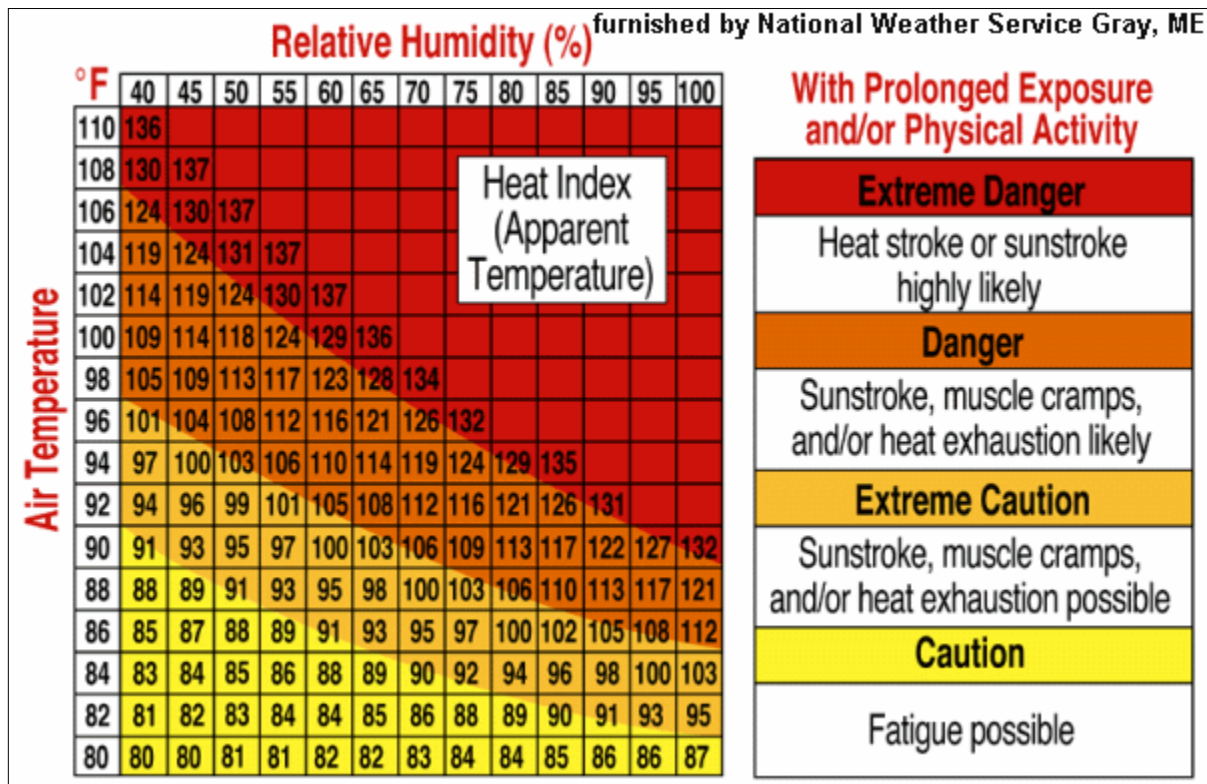 furnished by National Weather Service Gray, ME
Relative Humidity (%)
°F 40 45 50 55 60 65 70 75 80 85 90 95 100
110 136
108 130 137
106 124 130 137
104 119 124 131 137
102 114 119 124 130 137
100 109 114 118 124 129 136
98 105 109 113 117 123 128 134
96 101 104 108 112 116 121 126 132
94 97 100 103 106 110 114 119 124 129 135
92 94 96 99 101 105 108 112 116 121 126 131
90 91 93 95 97 100 103 106 109 113 117 122 127 132
88 88 89 91 93 95 98 100 103 106 110 113 117 121
86 85 87 88 89 91 93 95 97 100 102 105 108 112
84 83 84 85 86 88 89 90 92 94 96 98 100 103
82 81 82 83 84 84 85 86 88 89 90 91 93 95
80 80 80 81 81 82 82 83 84 84 85 86 86 87
Air Temperature
Heat Index
(Apparent
Temperature)
With Prolonged Exposure
and/or Physical Activity
Extreme Danger
Heat stroke or sunstroke
highly likely
Danger
Sunstroke, muscle cramps,
and/or heat exhaustion likely
Extreme Caution
Sunstroke, muscle cramps,
and/or heat exhaustion possible
Caution
Fatigue possible